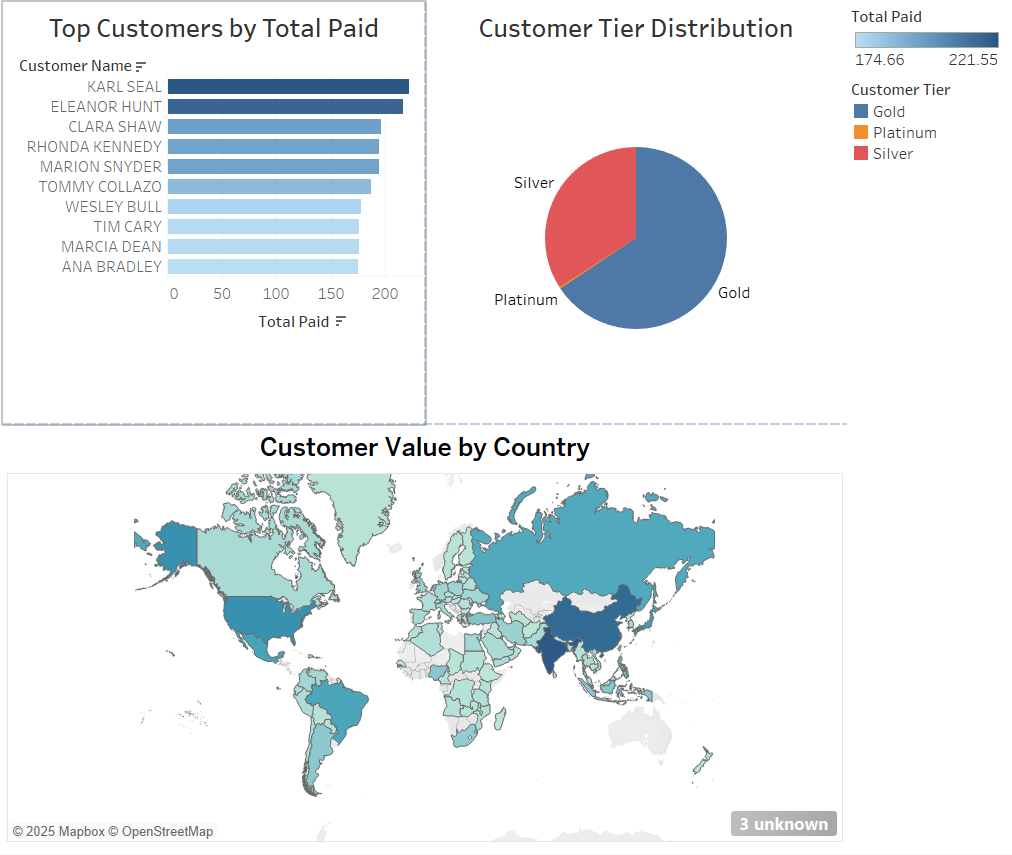 Top Customers by Total Paid
Customer Name
KARL SEAL
ELEANOR HUNT
CLARA SHAW
RHONDA KENNEDY
MARION SNYDER
TOMMY COLLAZO
WESLEY BULL
TIM CARY
MARCIA DEAN
ANA BRADLEY
0 50 100 150 200
Total Paid
Customer Tier Distribution
Silver
Platinum
Gold
Total Paid
174.66 221.55
Customer Tier
Gold
Platinum
Silver
Customer Value by Country
© 2025 Mapbox © OpenStreetMap
3 unknown